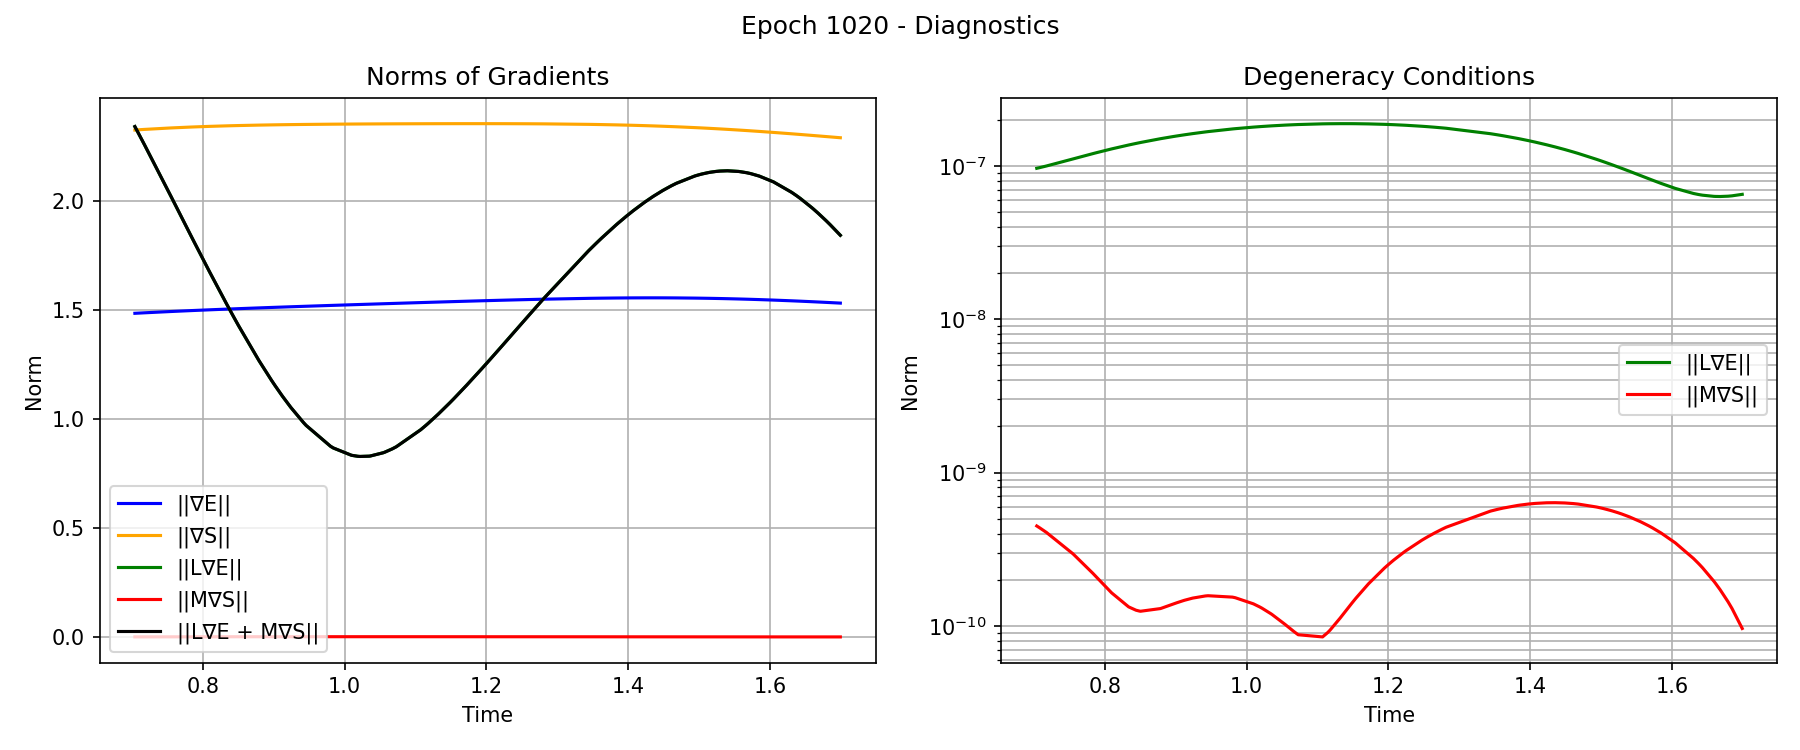 Epoch 1020 - Diagnostics
Norms of Gradients
Norm
2.0
1.5
1.0
0.5
0.0
||∇E||
||∇S||
||L∇E||
||M∇S||
||L∇E + M∇S||
0.8 1.0 1.2 1.4 1.6
Time
Degeneracy Conditions
Norm
10⁻⁷
10⁻⁸
10⁻⁹
10⁻¹⁰
||L∇E||
||M∇S||
0.8 1.0 1.2 1.4 1.6
Time